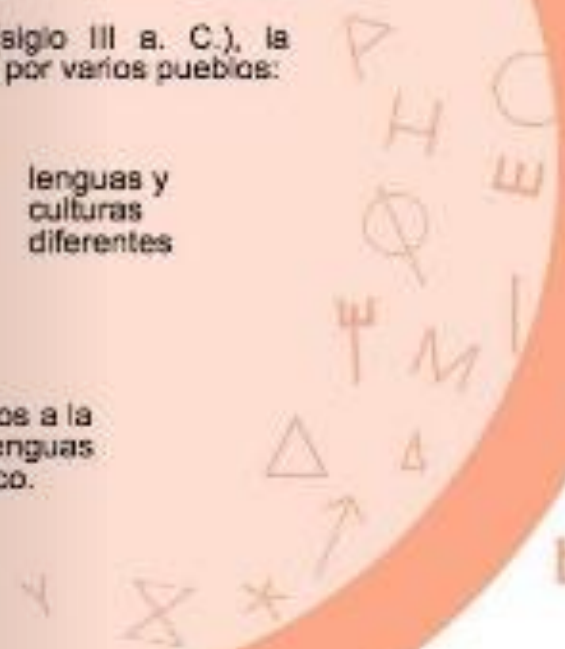 siglo III a. C.), la
por varios pueblos:
lenguas y
culturas
diferentes
os a la
enguas
co.